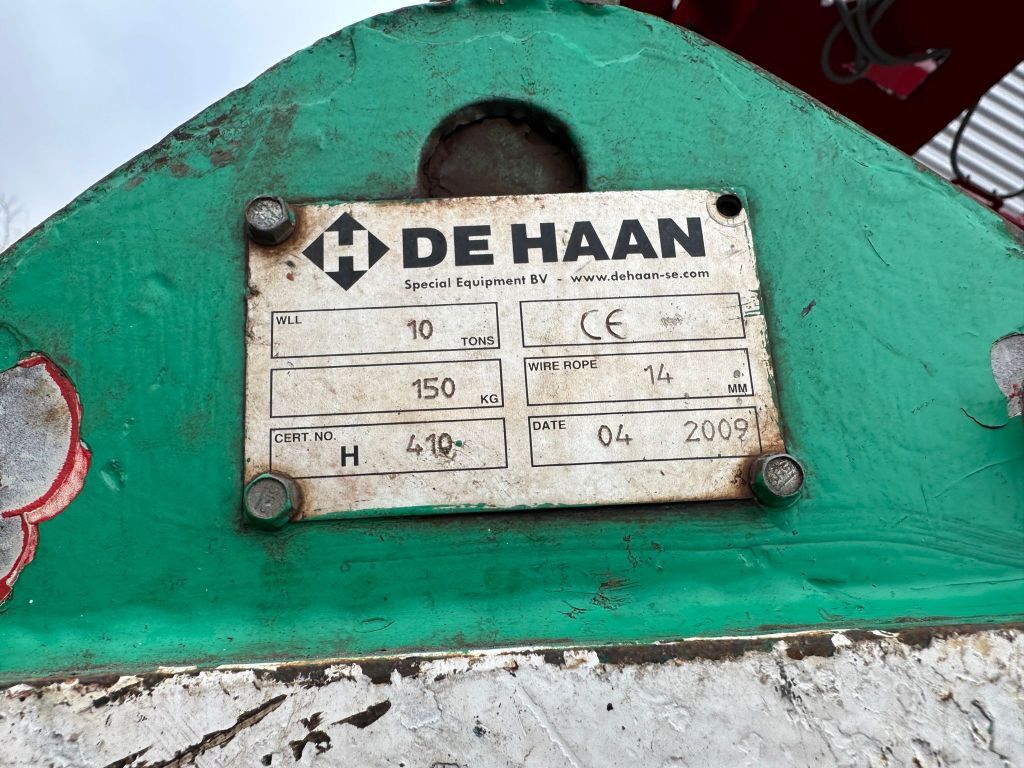 H DE HAAN
Special Equipment BV - www.dehaan-se.com
WLL 10 TONS
CE
150 KG
WIRE ROPE 14 MM
CERT. NO. H 410
DATE 04 2009